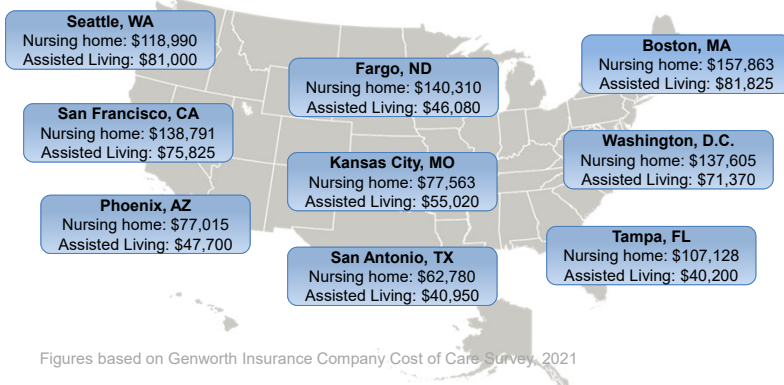 Seattle, WA
Nursing home: $118,990
Assisted Living: $81,000
Fargo, ND
Nursing home: $140,310
Assisted Living: $46,080
Boston, MA
Nursing home: $157,863
Assisted Living: $81,825
San Francisco, CA
Nursing home: $138,791
Assisted Living: $75,825
Kansas City, MO
Nursing home: $77,563
Assisted Living: $55,020
Washington, D.C.
Nursing home: $137,605
Assisted Living: $71,370
Phoenix, AZ
Nursing home: $77,015
Assisted Living: $47,700
San Antonio, TX
Nursing home: $62,780
Assisted Living: $40,950
Tampa, FL
Nursing home: $107,128
Assisted Living: $40,200
Figures based on Genworth Insurance Company Cost of Care Survey, 2021